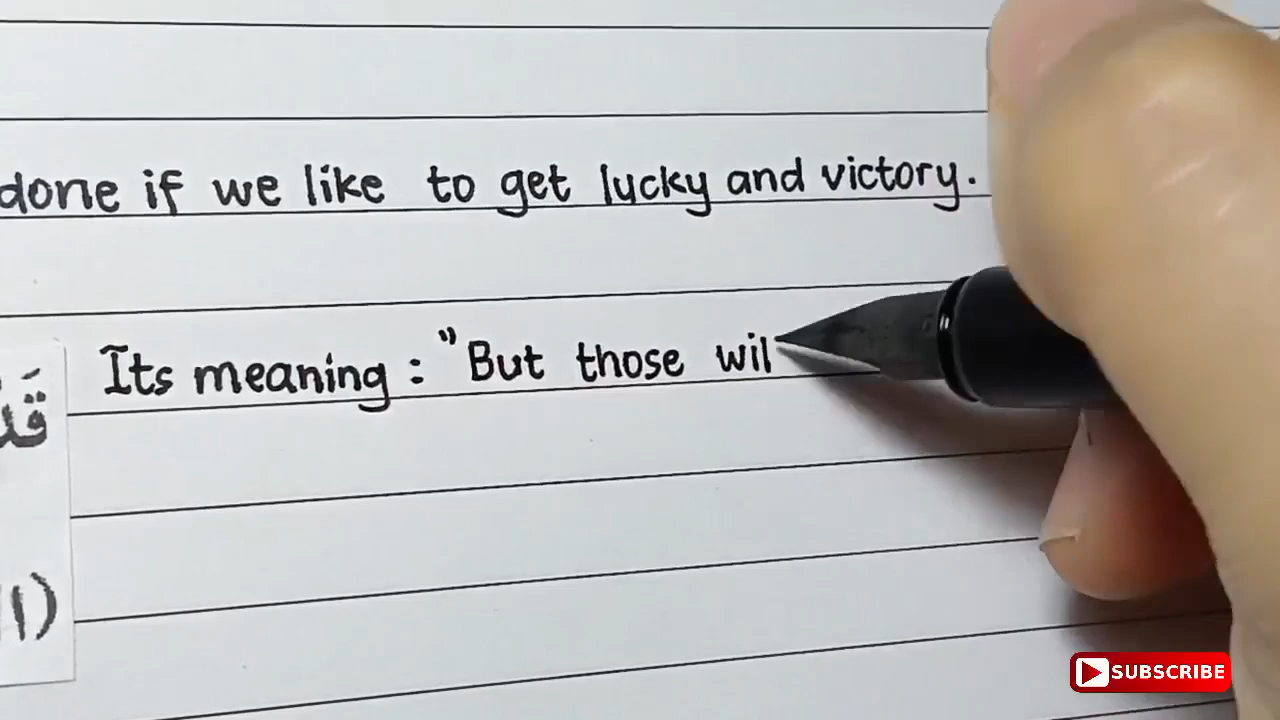 done if we like to get lucky and victory.
Its meaning : "But those wil
SUBSCRIBE